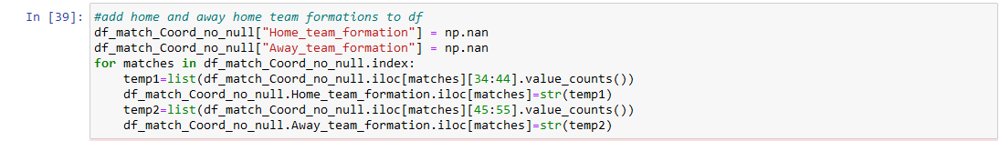 In [39]: #add home and away home team formations to df
df_match_Coord_no_null["Home_team_formation"] = np.nan
df_match_Coord_no_null["Away_team_formation"] = np.nan
for matches in df_match_Coord_no_null.index:
    temp1=list(df_match_Coord_no_null.iloc[matches][34:44].value_counts())
    df_match_Coord_no_null.Home_team_formation.iloc[matches]=str(temp1)
    temp2=list(df_match_Coord_no_null.iloc[matches][45:55].value_counts())
    df_match_Coord_no_null.Away_team_formation.iloc[matches]=str(temp2)